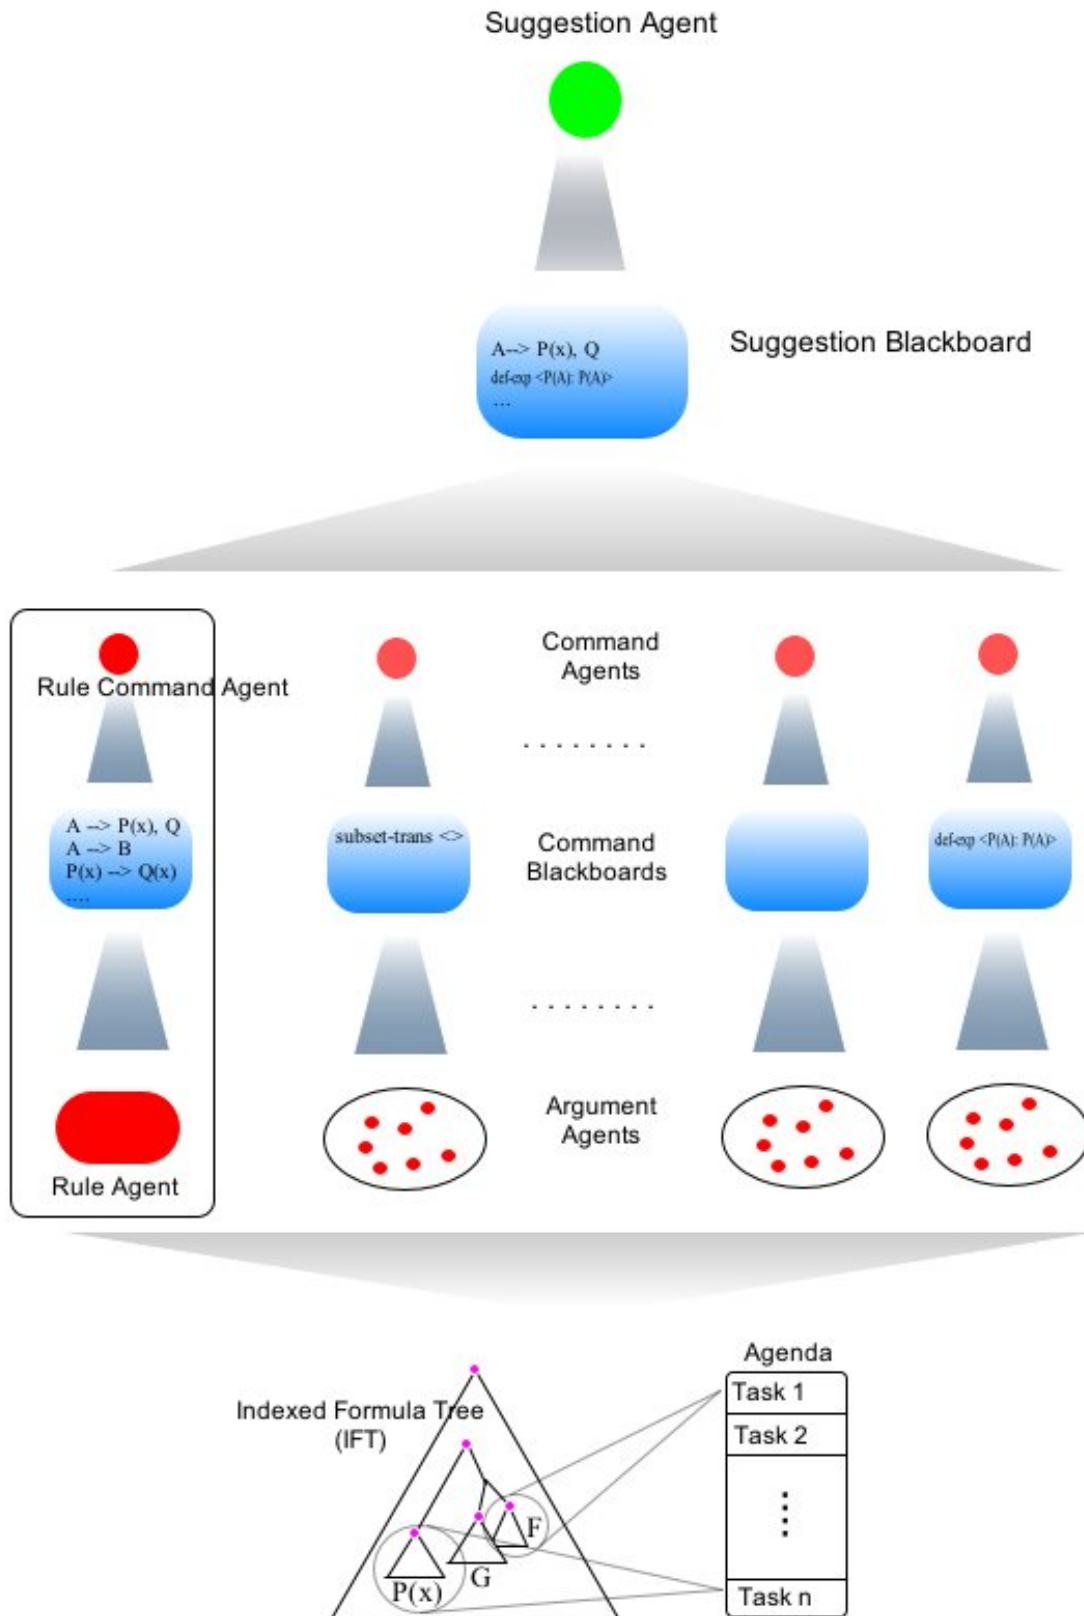 Suggestion Agent
A--> P(x), Q
def-exp <P(A): P(A)>
...
Suggestion Blackboard
Rule Command Agent
Command
Agents
. . . . . . . .
A --> P(x), Q
A --> B
P(x) --> Q(x)
....
subset-trans <>
Command
Blackboards
def-exp <P(A): P(A)>
. . . . . . . .
Rule Agent
Argument
Agents
Indexed Formula Tree
(IFT)
P(x)
G
F
Agenda
Task 1
Task 2
Task n